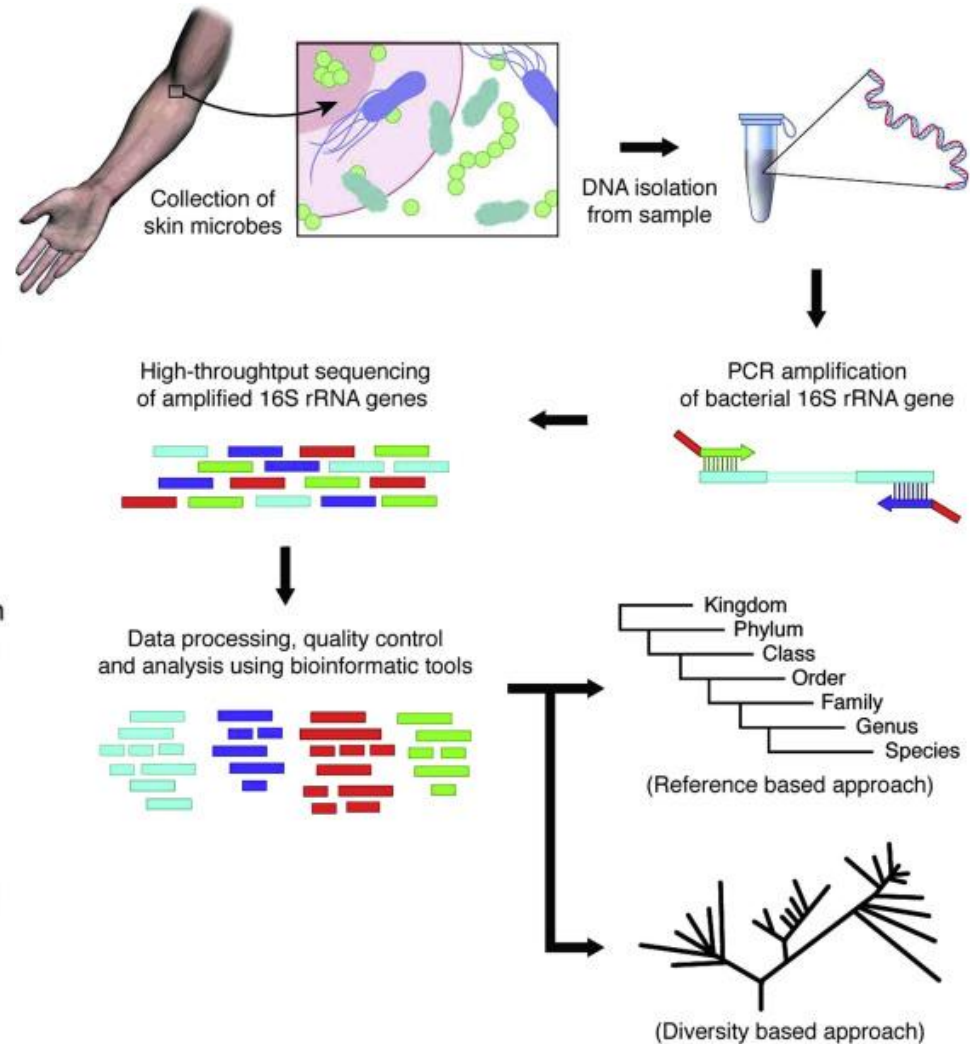 Collection of
skin microbes
DNA isolation
from sample
PCR amplification
of bacterial 16S rRNA gene
High-throughtput sequencing
of amplified 16S rRNA genes
Data processing, quality control
and analysis using bioinformatic tools
Kingdom
Phylum
Class
Order
Family
Genus
Species
(Reference based approach)
(Diversity based approach)